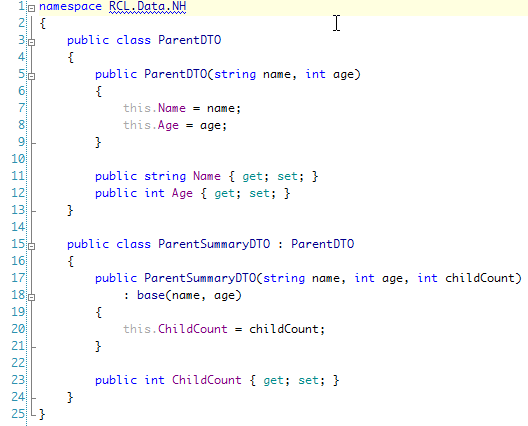 1 namespace RCL.Data.NH
2 {
3     public class ParentDTO
4     {
5         public ParentDTO(string name, int age)
6         {
7             this.Name = name;
8             this.Age = age;
9         }
10
11         public string Name { get; set; }
12         public int Age { get; set; }
13     }
14
15     public class ParentSummaryDTO : ParentDTO
16     {
17         public ParentSummaryDTO(string name, int age, int childCount)
18             : base(name, age)
19         {
20             this.ChildCount = childCount;
21         }
22
23         public int ChildCount { get; set; }
24     }
25 }